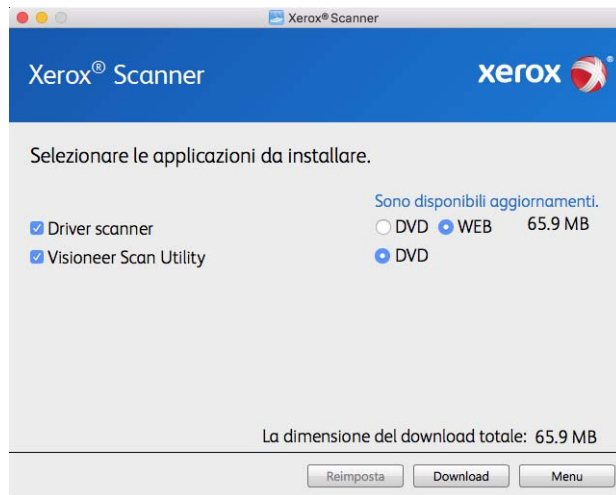 Xerox® Scanner
Xerox® Scanner
xerox®
Selezionare le applicazioni da installare.
Sono disponibili aggiornamenti.
Driver scanner DVD WEB 65.9 MB
Visioneer Scan Utility DVD
La dimensione del download totale: 65.9 MB
Reimposta Download Menu